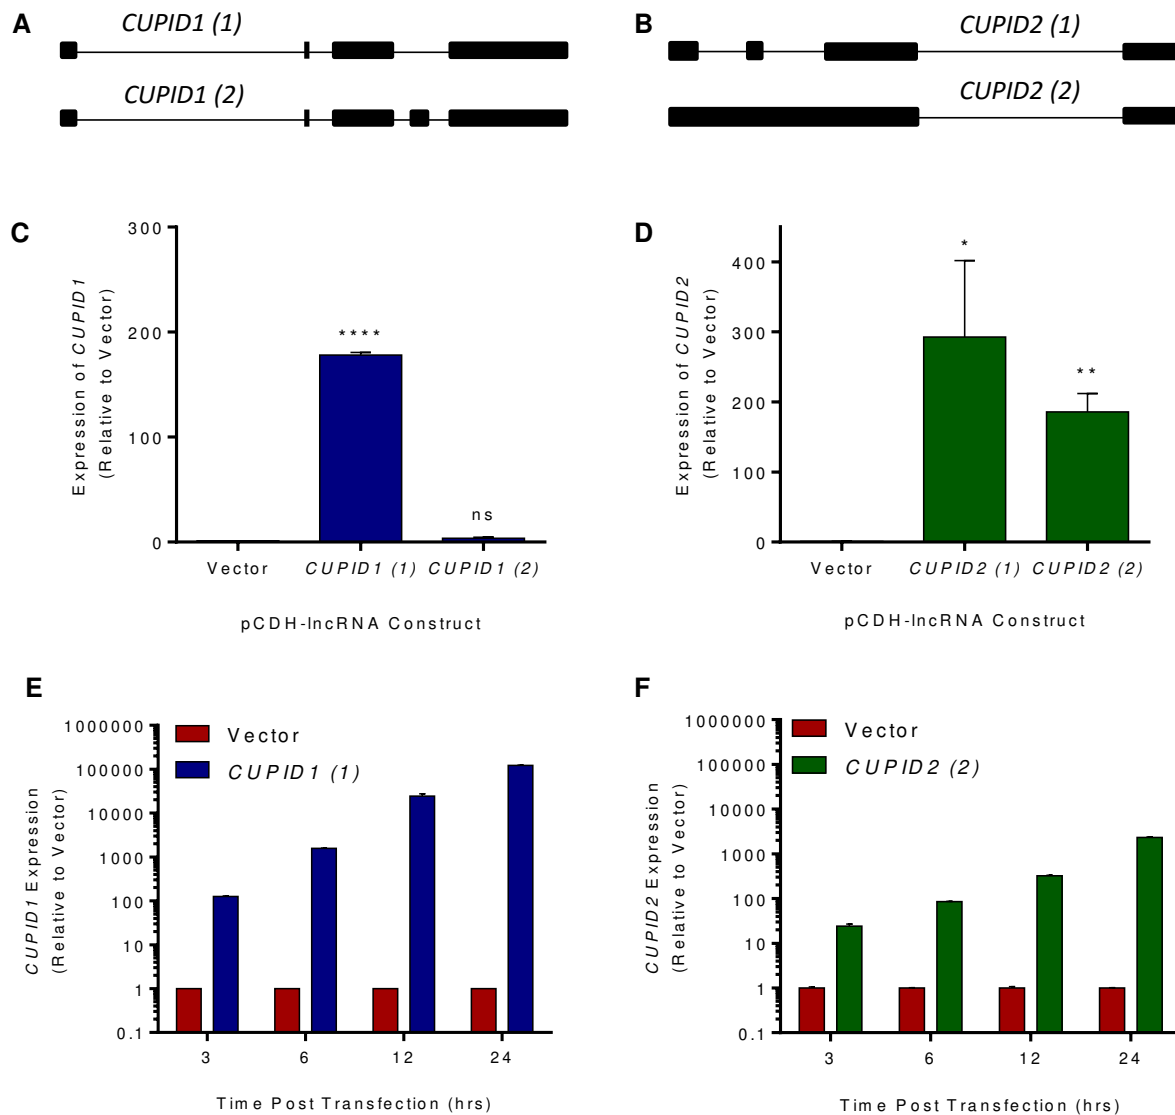 A
CUPID1 (1)
CUPID1 (2)
B
CUPID2 (1)
CUPID2 (2)
C
Expression of CUPID1
(Relative to Vector)
300
200
100
0
****
ns
Vector
CUPID1 (1)
CUPID1 (2)
pCDH-lncRNA Construct
D
Expression of CUPID2
(Relative to Vector)
400
300
200
100
0
*
**
Vector
CUPID2 (1)
CUPID2 (2)
pCDH-lncRNA Construct
E
CUPID1 Expression
(Relative to Vector)
1000000
100000
10000
1000
100
10
1
0.1
Vector
CUPID1 (1)
3
6
12
24
Time Post Transfection (hrs)
F
CUPID2 Expression
(Relative to Vector)
1000000
100000
10000
1000
100
10
1
0.1
Vector
CUPID2 (2)
3
6
12
24
Time Post Transfection (hrs)